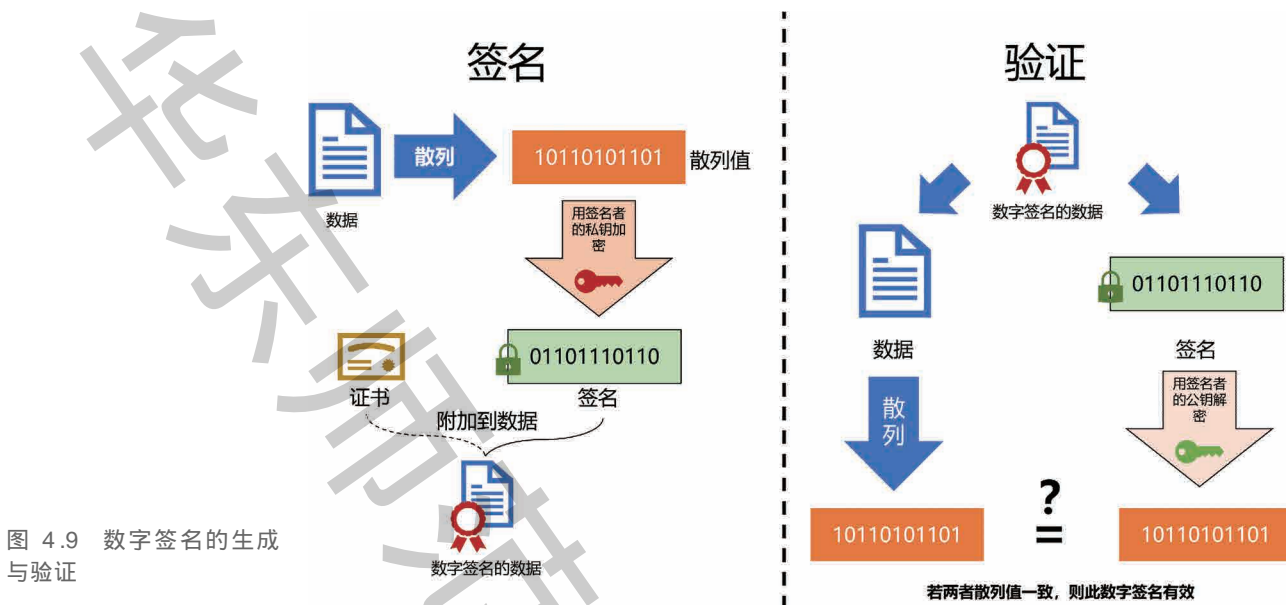 签名
散列
10110101101
散列值
数据
用签名者
的私钥加
密
01101110110
证书
签名
附加到数据
数字签名的数据
验证
数字签名的数据
数据
01101110110
签名
散
列
用签名者
的公钥解
密
10110101101
?
=
10110101101
若两者散列值一致，则此数字签名有效
图 4.9 数字签名的生成
与验证
华东师范